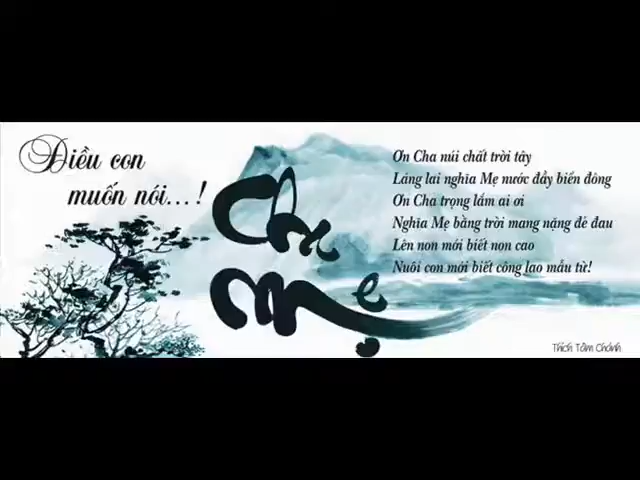 Điều con
muốn nói...!
Cha
Mẹ
Ơn Cha núi chất trời tây
Láng lai nghĩa Mẹ nước đầy biển đông
Ơn Cha trọng lắm ai ơi
Nghĩa Mẹ bằng trời mang nặng đẻ đau
Lên non mới biết non cao
Nuôi con mới biết công lao mẫu từ!
Thích Tâm Chánh